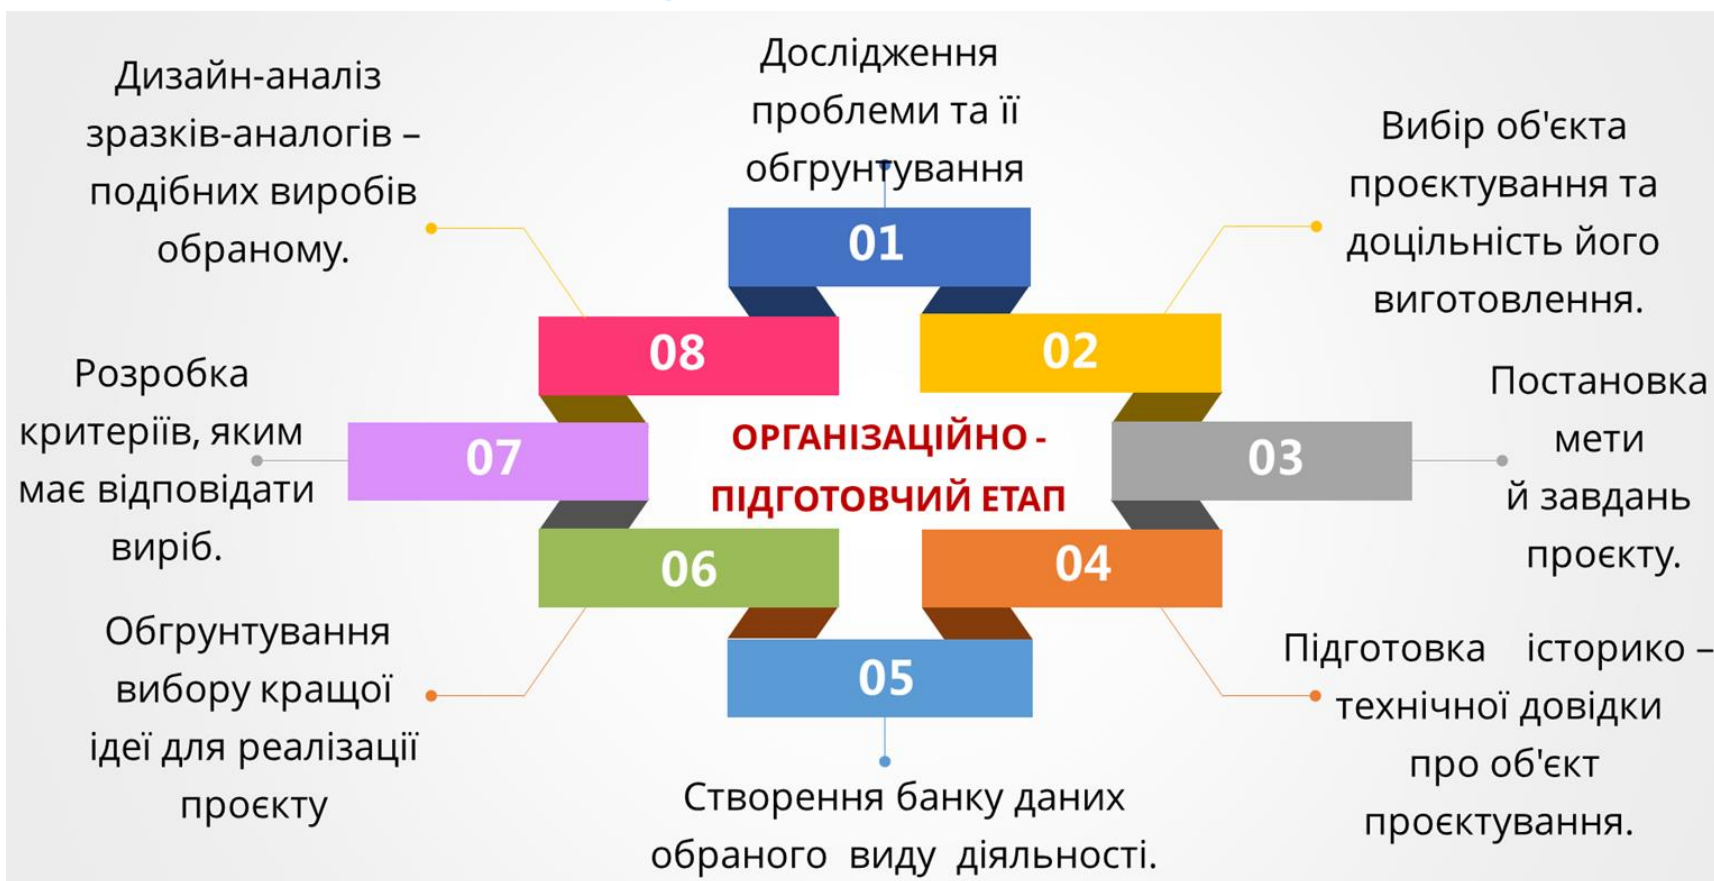 Дослідження
проблеми та її
обгрунтування
01
Вибір об'єкта
проєктування та
доцільність його
виготовлення.
02
Постановка
мети
й завдань
проєкту.
03
Підготовка історико –
технічної довідки
про об'єкт
проєктування.
04
05
Створення банку даних
обраного виду діяльності.
06
Обгрунтування
вибору кращої
ідеї для реалізації
проєкту
07
Розробка
критеріїв, яким
має відповідати
виріб.
08
Дизайн-аналіз
зразків-аналогів –
подібних виробів
обраному.
ОРГАНІЗАЦІЙНО -
ПІДГОТОВЧИЙ ЕТАП